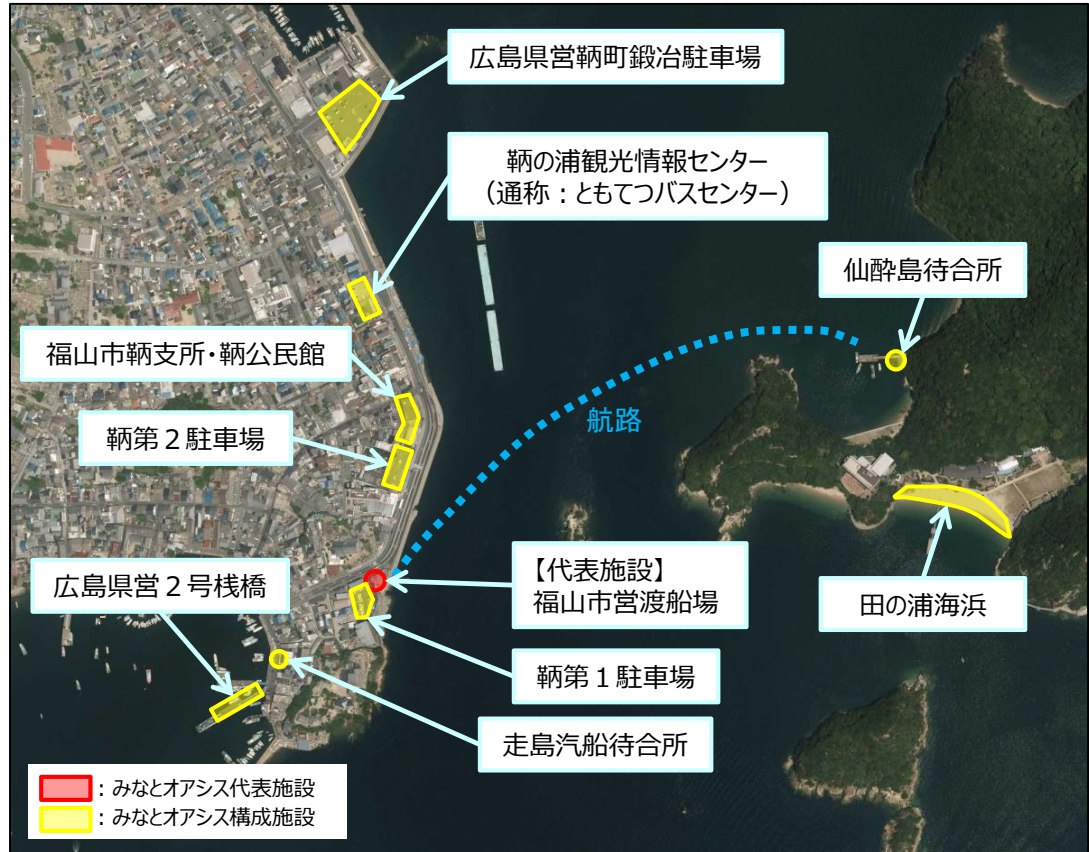 広島県営鞆町鍛冶駐車場
鞆の浦観光情報センター
（通称：ともてつバスセンター）
仙酔島待合所
福山市鞆支所・鞆公民館
航路
鞆第２駐車場
【代表施設】
福山市営渡船場
広島県営２号桟橋
田の浦海浜
鞆第１駐車場
走島汽船待合所
：みなとオアシス代表施設
：みなとオアシス構成施設